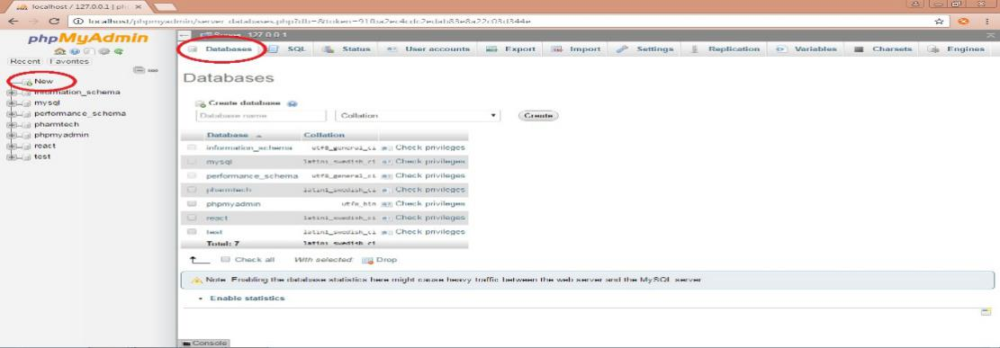 localhost / 127.0.0.1 | ph
localhost/phpmyadmin/server_databases.php?db=&token=91fba2ec4cdc2edab83e8a22c03d344e
phpMyAdmin
Recent Favorites
New
information_schema
mysql
performance_schema
pharmtech
phpmyadmin
react
test
127.0.0.1
Databases SQL Status User accounts Export Import Settings Replication Variables Charsets Engines
Databases
Create database
Database name Collation Create
Database Collation
information_schema utf8_general_ci Check privileges
mysql latin1_swedish_ci Check privileges
performance_schema utf8_general_ci Check privileges
pharmtech latin1_swedish_ci Check privileges
phpmyadmin utf8_bin Check privileges
react latin1_swedish_ci Check privileges
test latin1_swedish_ci Check privileges
Total: 7 latin1_swedish_ci
Check all With selected: Drop
Note: Enabling the database statistics here might cause heavy traffic between the web server and the MySQL server.
Enable statistics
Console